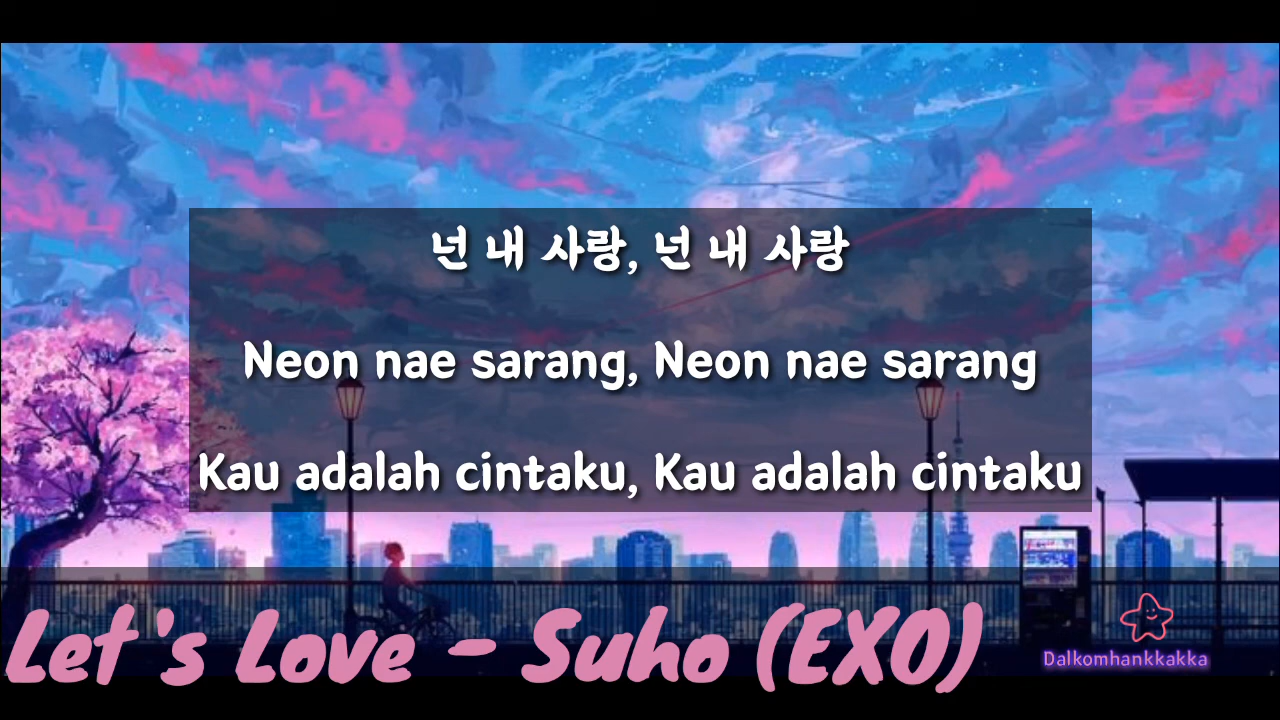 넌 내 사랑, 넌 내 사랑
Neon nae sarang, Neon nae sarang
Kau adalah cintaku, Kau adalah cintaku
Let's Love - Suho (EXO)
Dalkomhankkakka